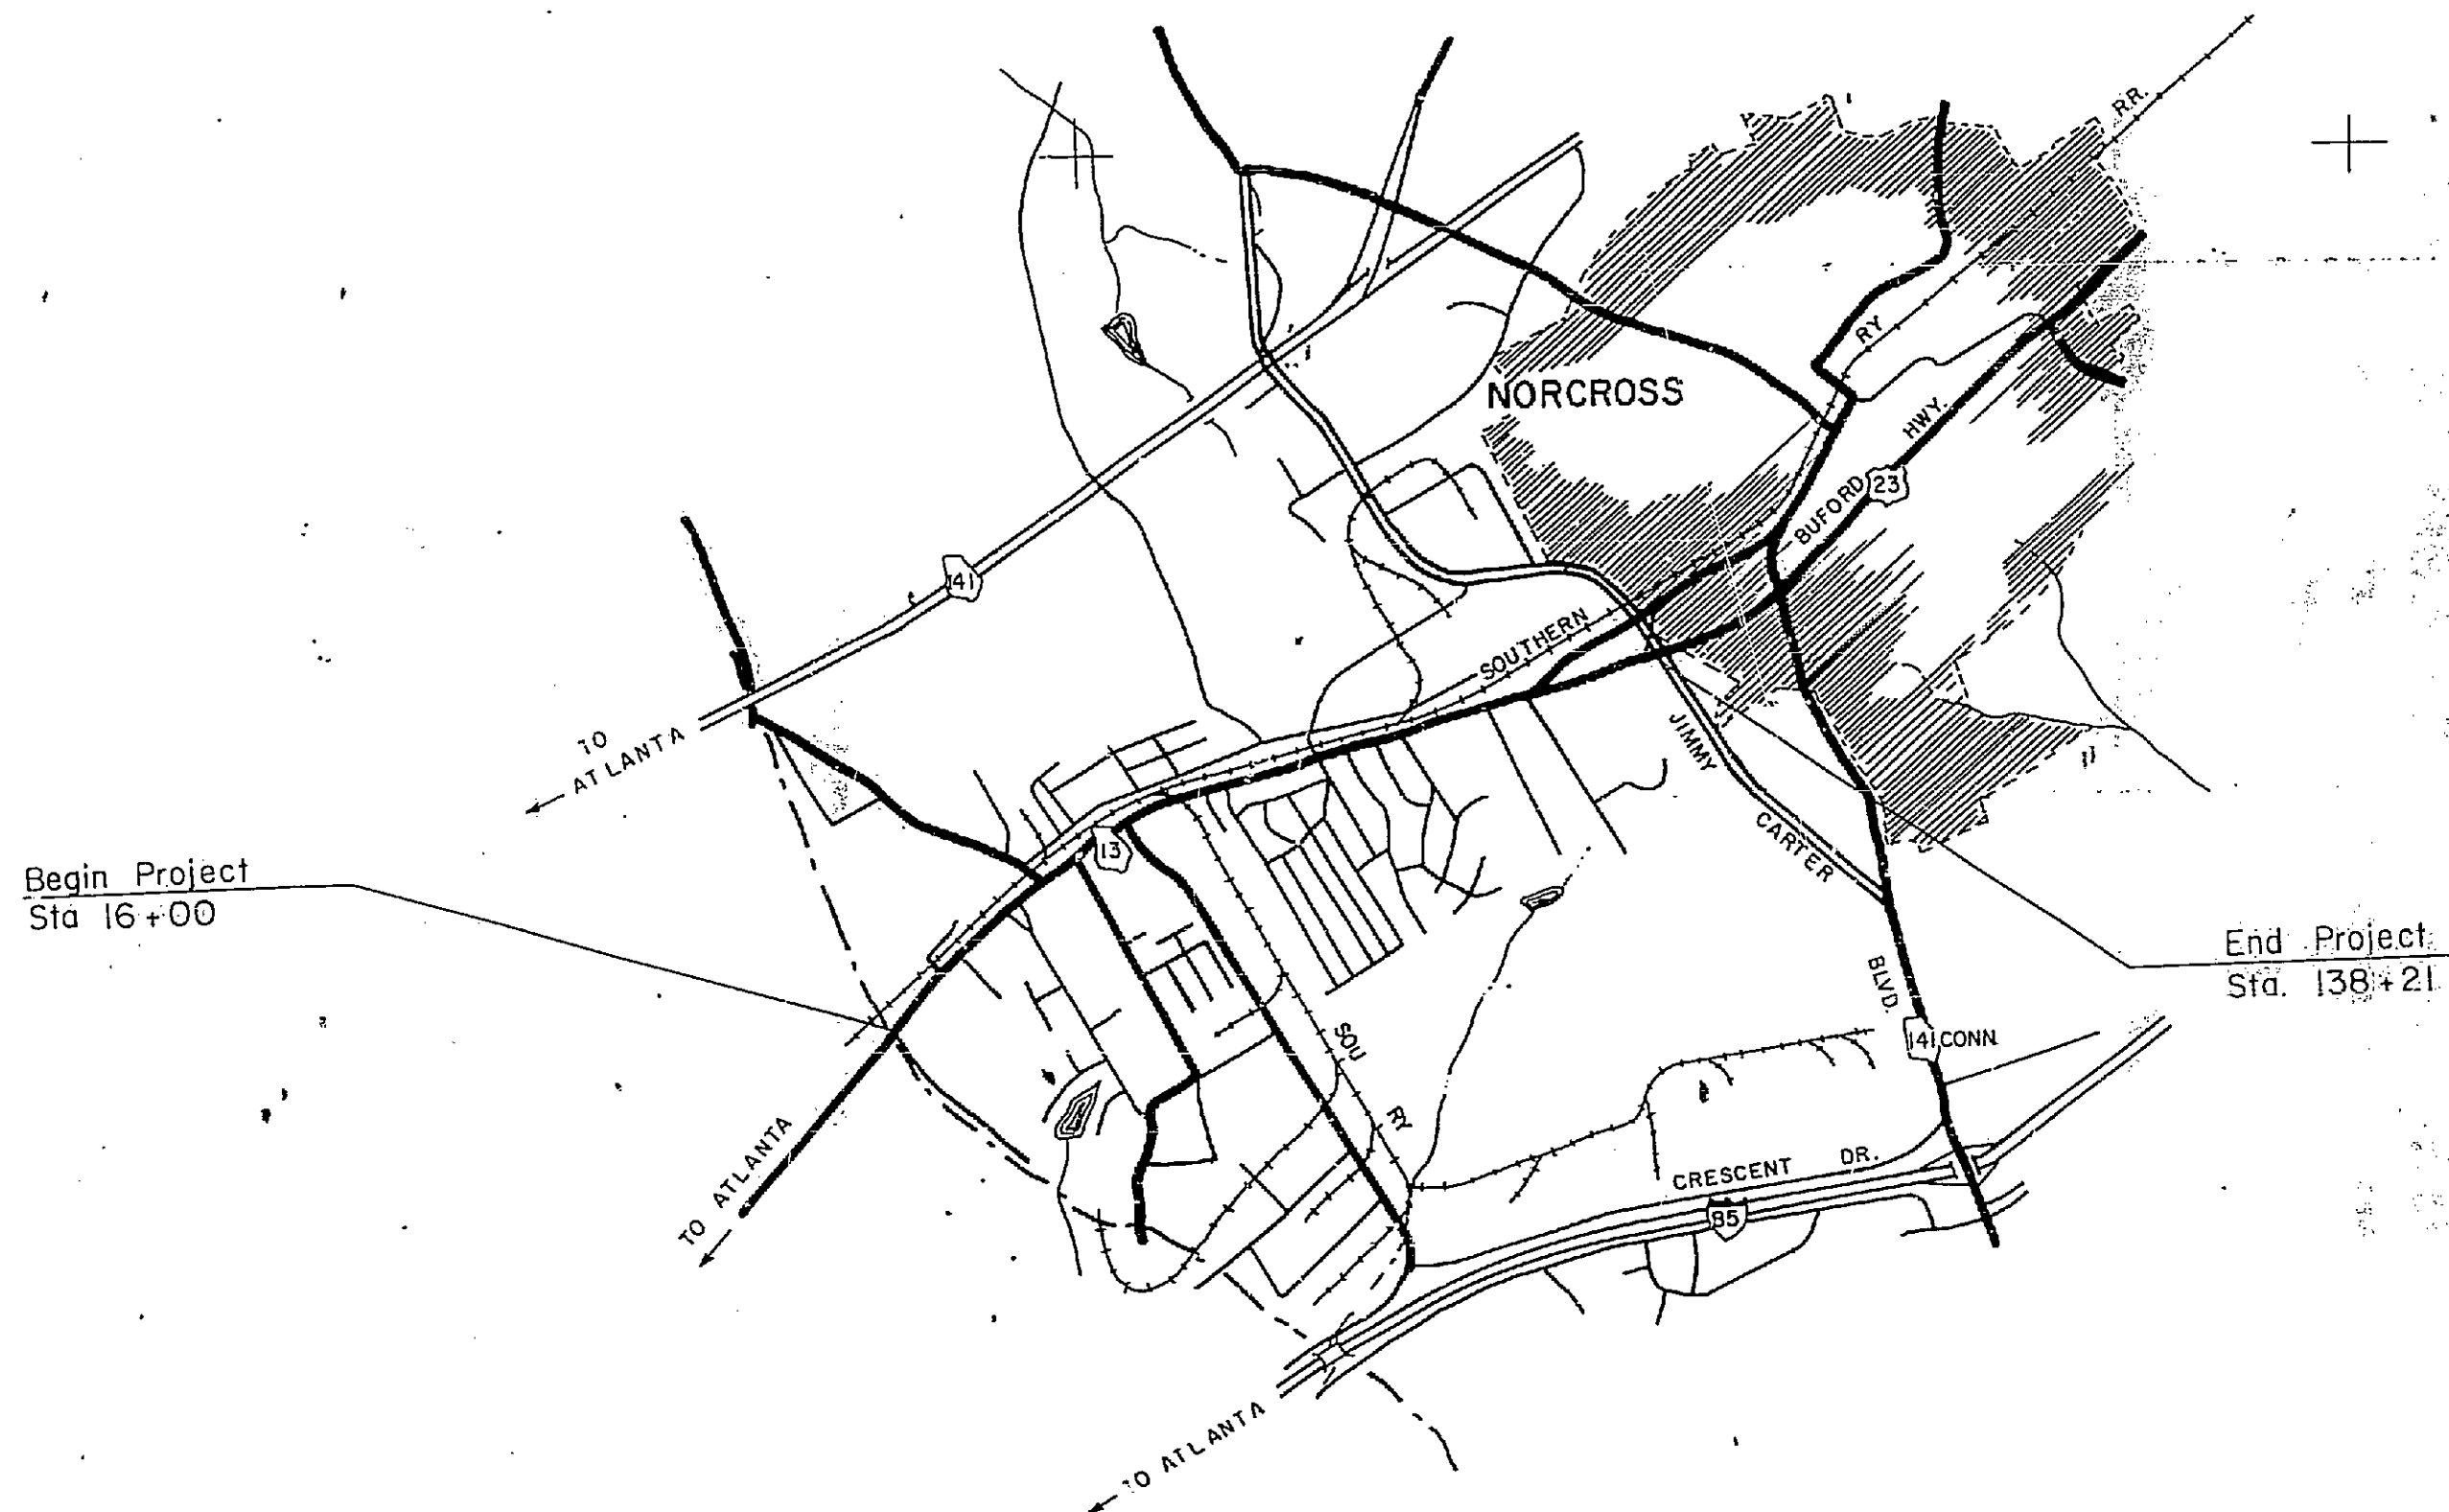 R.R.
RY
NORCROSS
HWY.
23
BUFORD
141
SOUTHERN
TO
ATLANTA
JIMMY
CARTER
13
Begin Project
Sta 16+00
End Project
Sta. 138+21
BLVD.
141 CONN.
SOU
RY
TO ATLANTA
CRESCENT DR.
85
TO ATLANTA